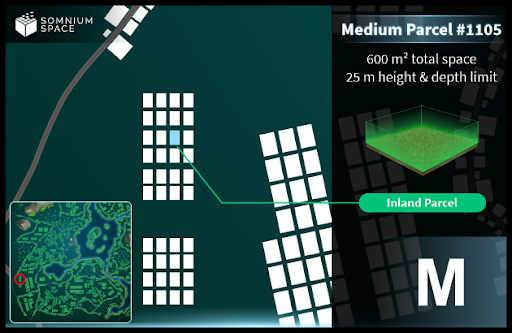 SOMNIUM
SPACE
Medium Parcel #1105
600 m² total space
25 m height & depth limit
Inland Parcel
M